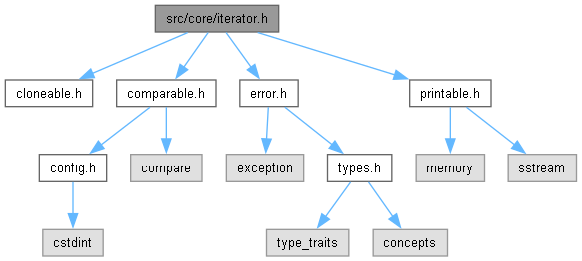 src/core/iterator.h
cloneable.h
comparable.h
error.h
printable.h
config.h
compare
exception
types.h
memory
sstream
cstdint
type_traits
concepts